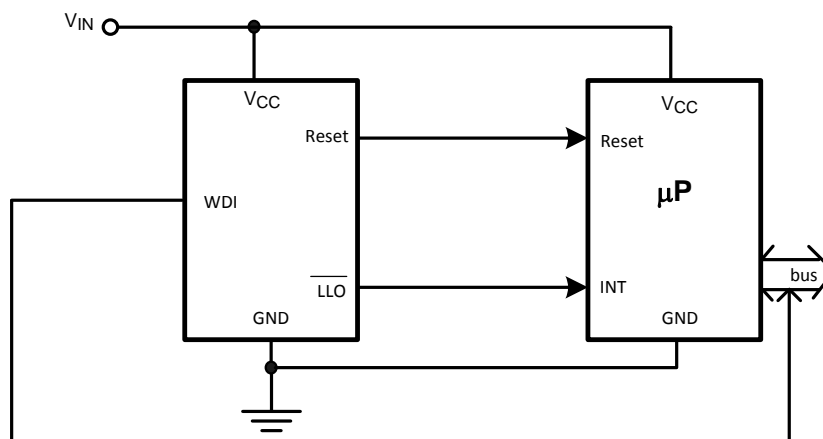 VIN
VCC
VCC
Reset
Reset
WDI
μP
bus
LLO
INT
GND
GND